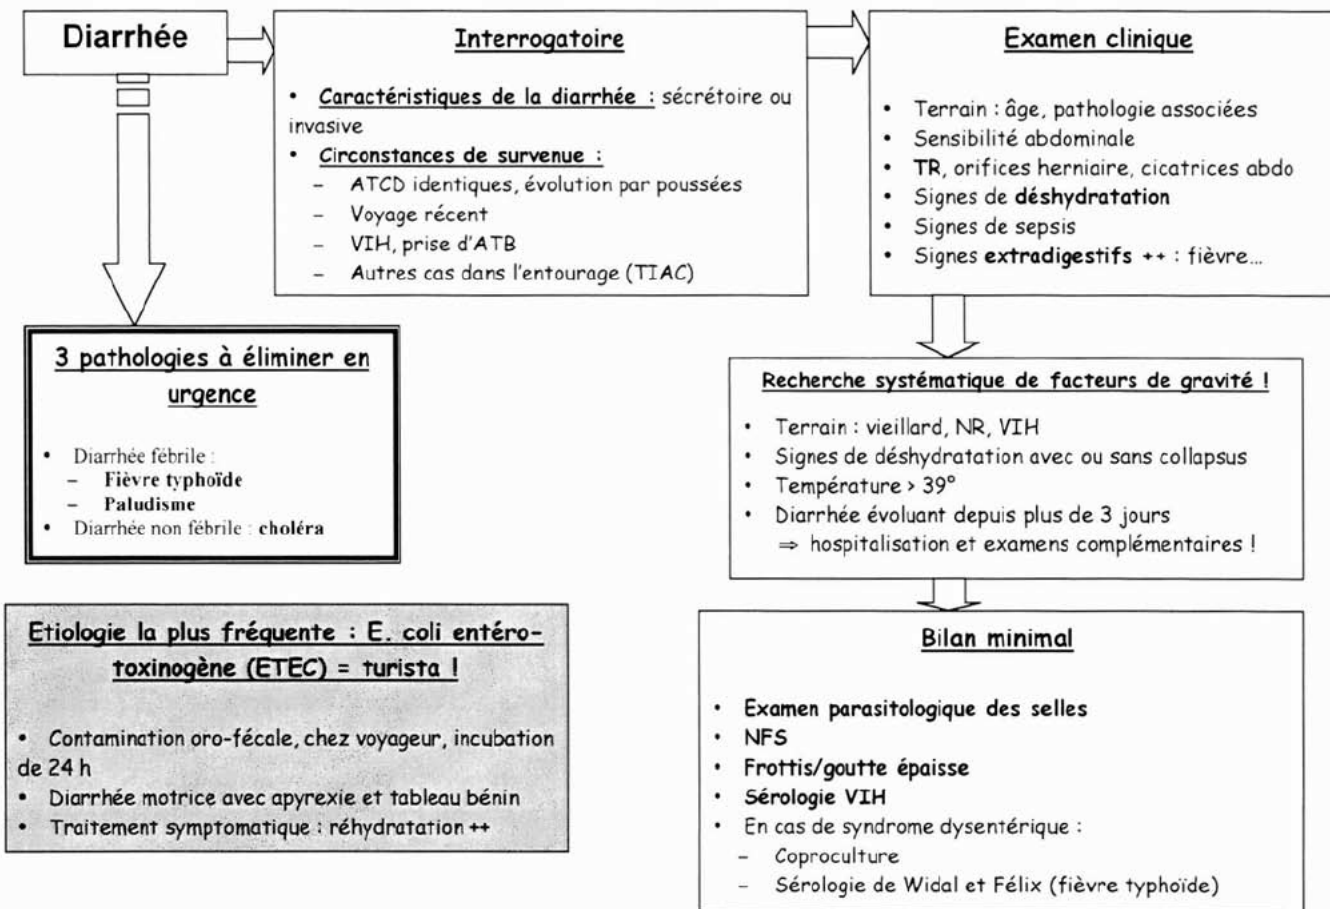 Diarrhée
Interrogatoire
• Caractéristiques de la diarrhée : sécrétoire ou
invasive
• Circonstances de survenue :
– ATCD identiques, évolution par poussées
– Voyage récent
– VIH, prise d'ATB
– Autres cas dans l'entourage (TIAC)
Examen clinique
• Terrain : âge, pathologie associées
• Sensibilité abdominale
• TR, orifices herniaire, cicatrices abdo
• Signes de déshydratation
• Signes de sepsis
• Signes extradigestifs ++ : fièvre...
3 pathologies à éliminer en
urgence
• Diarrhée fébrile :
– Fièvre typhoïde
– Paludisme
• Diarrhée non fébrile : choléra
Recherche systématique de facteurs de gravité !
• Terrain : vieillard, NR, VIH
• Signes de déshydratation avec ou sans collapsus
• Température > 39°
• Diarrhée évoluant depuis plus de 3 jours
⇒ hospitalisation et examens complémentaires !
Etiologie la plus fréquente : E. coli entéro-
toxinogène (ETEC) = turista !
• Contamination oro-fécale, chez voyageur, incubation
de 24 h
• Diarrhée motrice avec apyrexie et tableau bénin
• Traitement symptomatique : réhydratation ++
Bilan minimal
• Examen parasitologique des selles
• NFS
• Frottis/goutte épaisse
• Sérologie VIH
• En cas de syndrome dysentérique :
– Coproculture
– Sérologie de Widal et Félix (fièvre typhoïde)